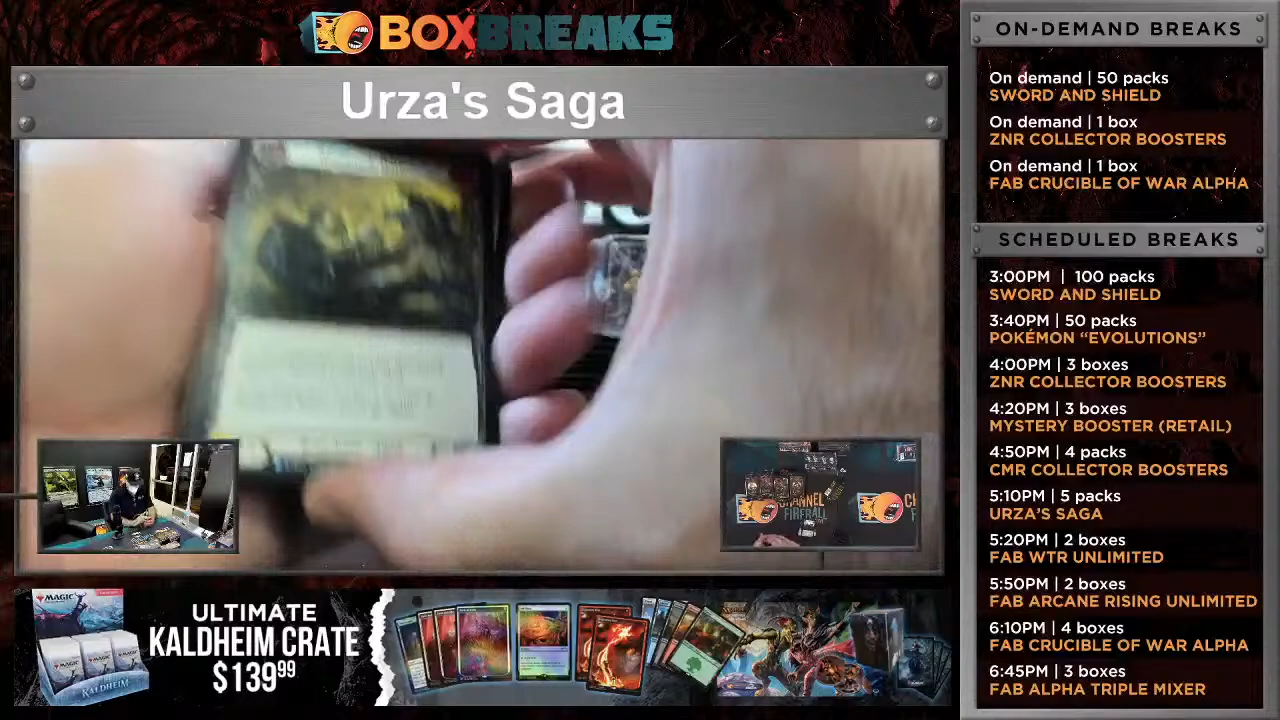 BOXBREAKS
Urza's Saga
ON-DEMAND BREAKS
On demand | 50 packs
SWORD AND SHIELD
On demand | 1 box
ZNR COLLECTOR BOOSTERS
On demand | 1 box
FAB CRUCIBLE OF WAR ALPHA
SCHEDULED BREAKS
3:00PM | 100 packs
SWORD AND SHIELD
3:40PM | 50 packs
POKÉMON “EVOLUTIONS”
4:00PM | 3 boxes
ZNR COLLECTOR BOOSTERS
4:20PM | 3 boxes
MYSTERY BOOSTER (RETAIL)
4:50PM | 4 packs
CMR COLLECTOR BOOSTERS
5:10PM | 5 packs
URZA’S SAGA
5:20PM | 2 boxes
FAB WTR UNLIMITED
5:50PM | 2 boxes
FAB ARCANE RISING UNLIMITED
6:10PM | 4 boxes
FAB CRUCIBLE OF WAR ALPHA
6:45PM | 3 boxes
FAB ALPHA TRIPLE MIXER
CHANNEL
FIREBALL
MAGIC
KALDHEIM
ULTIMATE
KALDHEIM CRATE
$139.99